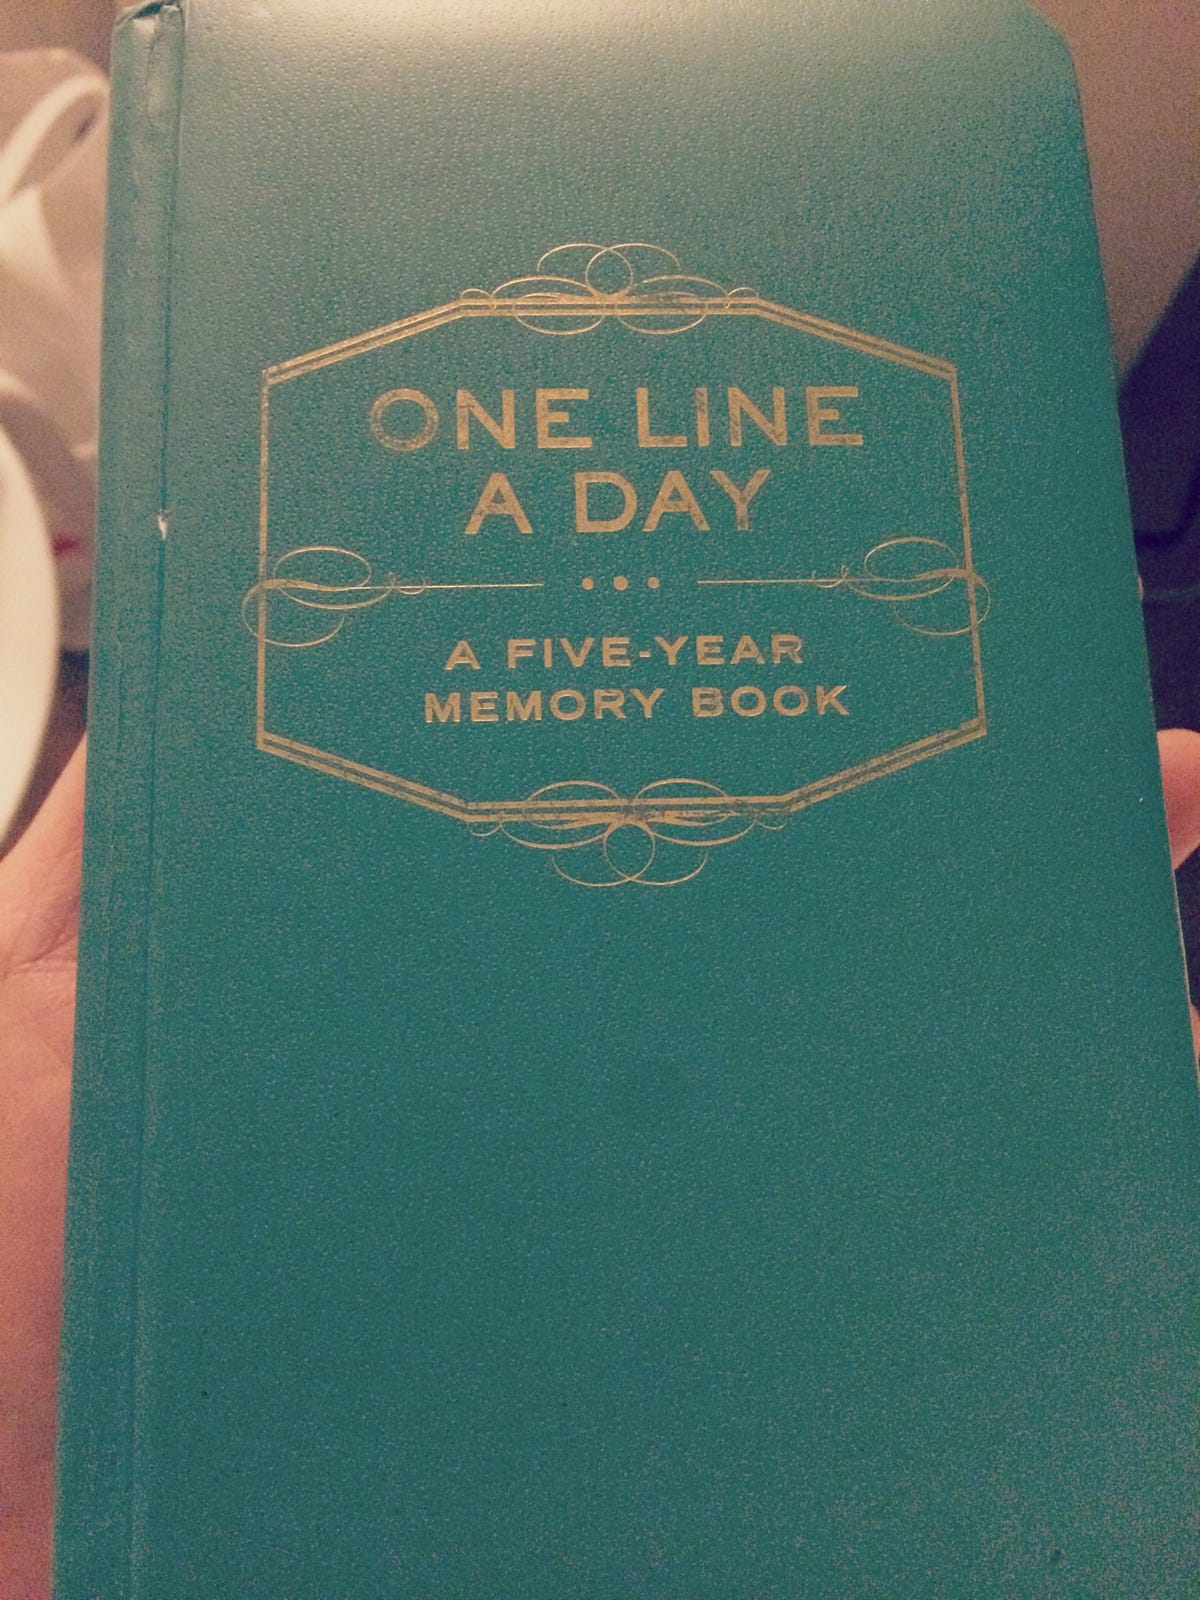 ONE LINE
A DAY
A FIVE-YEAR
MEMORY BOOK